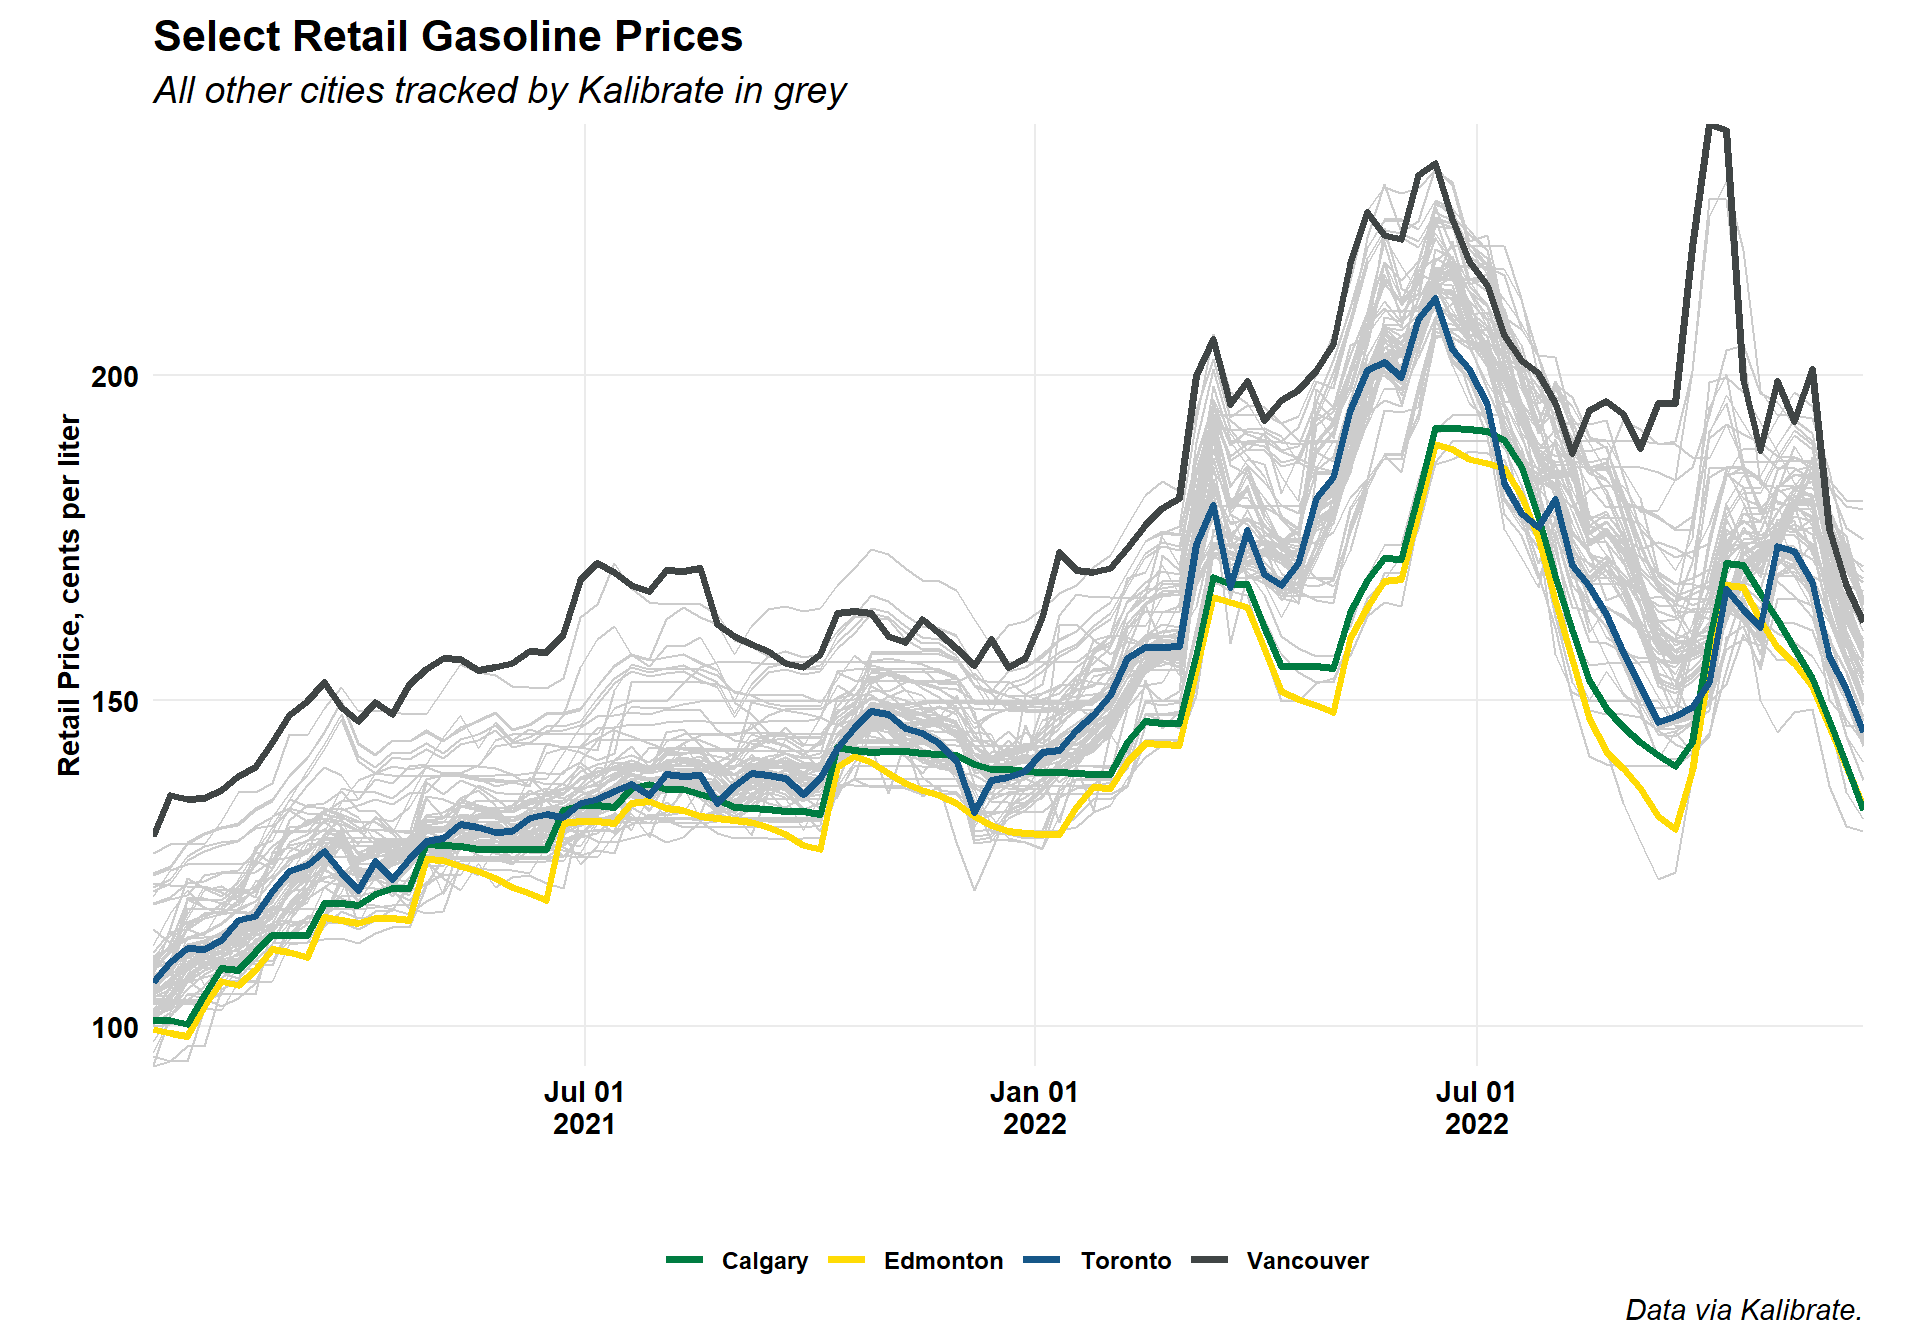 Select Retail Gasoline Prices
All other cities tracked by Kalibrate in grey
Retail Price, cents per liter
200
150
100
Jul 01
2021
Jan 01
2022
Jul 01
2022
Calgary
Edmonton
Toronto
Vancouver
Data via Kalibrate.